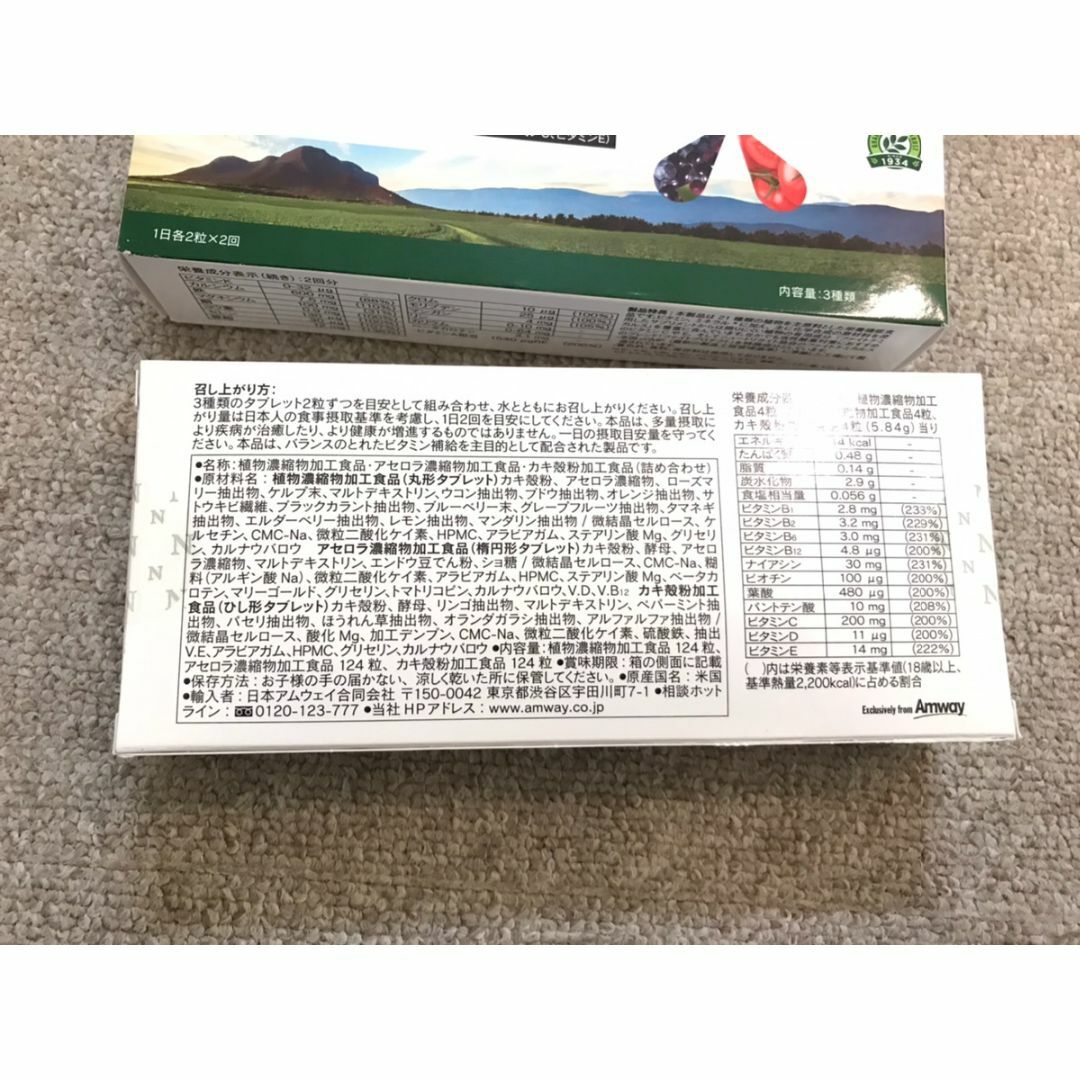 ビタミンE)
1934
1日各2粒×2回
内容量:3種類
栄養成分表示(続き):2回分
召し上がり方:
3種類のタブレット2粒ずつを目安として組み合わせ、水とともにお召し上がりください。召し上
がり量は日本人の食事摂取基準を考慮し、1日2回を目安にしてください。本品は、多量摂取に
より疾病が治癒したり、より健康が増進するものではありません。一日の摂取目安量を守ってく
ださい。本品は、バランスのとれたビタミン補給を主目的として配合された製品です。
●名称:植物濃縮物加工食品・アセロラ濃縮物加工食品・カキ殻粉加工食品(詰め合わせ)
●原材料名:植物濃縮物加工食品(丸形タブレット)カキ殻粉、アセロラ濃縮物、ローズマ
リー抽出物、ケルプ末、マルトデキストリン、ウコン抽出物、ブドウ抽出物、オレンジ抽出物、サ
トウキビ繊維、ブラックカラント抽出物、ブルーベリー末、グレープフルーツ抽出物、タマネギ
抽出物、エルダーベリー抽出物、レモン抽出物、マンダリン抽出物/微結晶セルロース、ケ
ルセチン、CMC-Na、微粒二酸化ケイ素、HPMC、アラビアガム、ステアリン酸Mg、グリセリ
ン、カルナウバロウ アセロラ濃縮物加工食品(楕円形タブレット)カキ殻粉、酵母、アセロ
ラ濃縮物、マルトデキストリン、エンドウ豆でん粉、ショ糖/微結晶セルロース、CMC-Na、糊
料(アルギン酸Na)、微粒二酸化ケイ素、アラビアガム、HPMC、ステアリン酸Mg、ベータカ
ロテン、マリーゴールド、グリセリン、トマトリコピン、カルナウバロウ、V.D、V.B12 カキ殻粉加工
食品(ひし形タブレット)カキ殻粉、酵母、リンゴ抽出物、マルトデキストリン、ペパーミント抽
出物、パセリ抽出物、ほうれん草抽出物、オランダガラシ抽出物、アルファルファ抽出物/
微結晶セルロース、酸化Mg、加工デンプン、CMC-Na、微粒二酸化ケイ素、硫酸鉄、抽出
V.E、アラビアガム、HPMC、グリセリン、カルナウバロウ●内容量:植物濃縮物加工食品124粒、
アセロラ濃縮物加工食品124粒、カキ殻粉加工食品124粒●賞味期限:箱の側面に記載
●保存方法:お子様の手の届かない、涼しく乾いた所に保管してください。●原産国名:米国
●輸入者:日本アムウェイ合同会社 〒150-0042 東京都渋谷区宇田川町7-1●相談ホット
ライン:0120-123-777●当社HPアドレス:www.amway.co.jp
栄養成分 植物濃縮物加工
食品4粒、 物加工食品4粒、
カキ殻粉 4粒(5.84g)当り
エネルギ 14 kcal -
たんぱく質 0.48 g -
脂質 0.14 g -
炭水化物 2.9 g -
食塩相当量 0.056 g -
ビタミンB1 2.8 mg (233%)
ビタミンB2 3.2 mg (229%)
ビタミンB6 3.0 mg (231%)
ビタミンB12 4.8 μg (200%)
ナイアシン 30 mg (231%)
ビオチン 100 μg (200%)
葉酸 480 μg (200%)
パントテン酸 10 mg (208%)
ビタミンC 200 mg (200%)
ビタミンD 11 μg (200%)
ビタミンE 14 mg (222%)
( )内は栄養素等表示基準値(18歳以上、
基準熱量2,200kcal)に占める割合
Exclusively from Amway